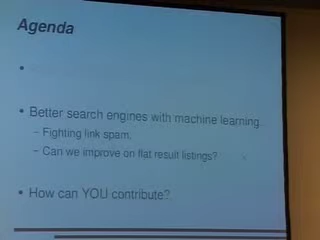 Agenda
•
• Better search engines with machine learning.
– Fighting link spam.
– Can we improve on flat result listings?
• How can YOU contribute?